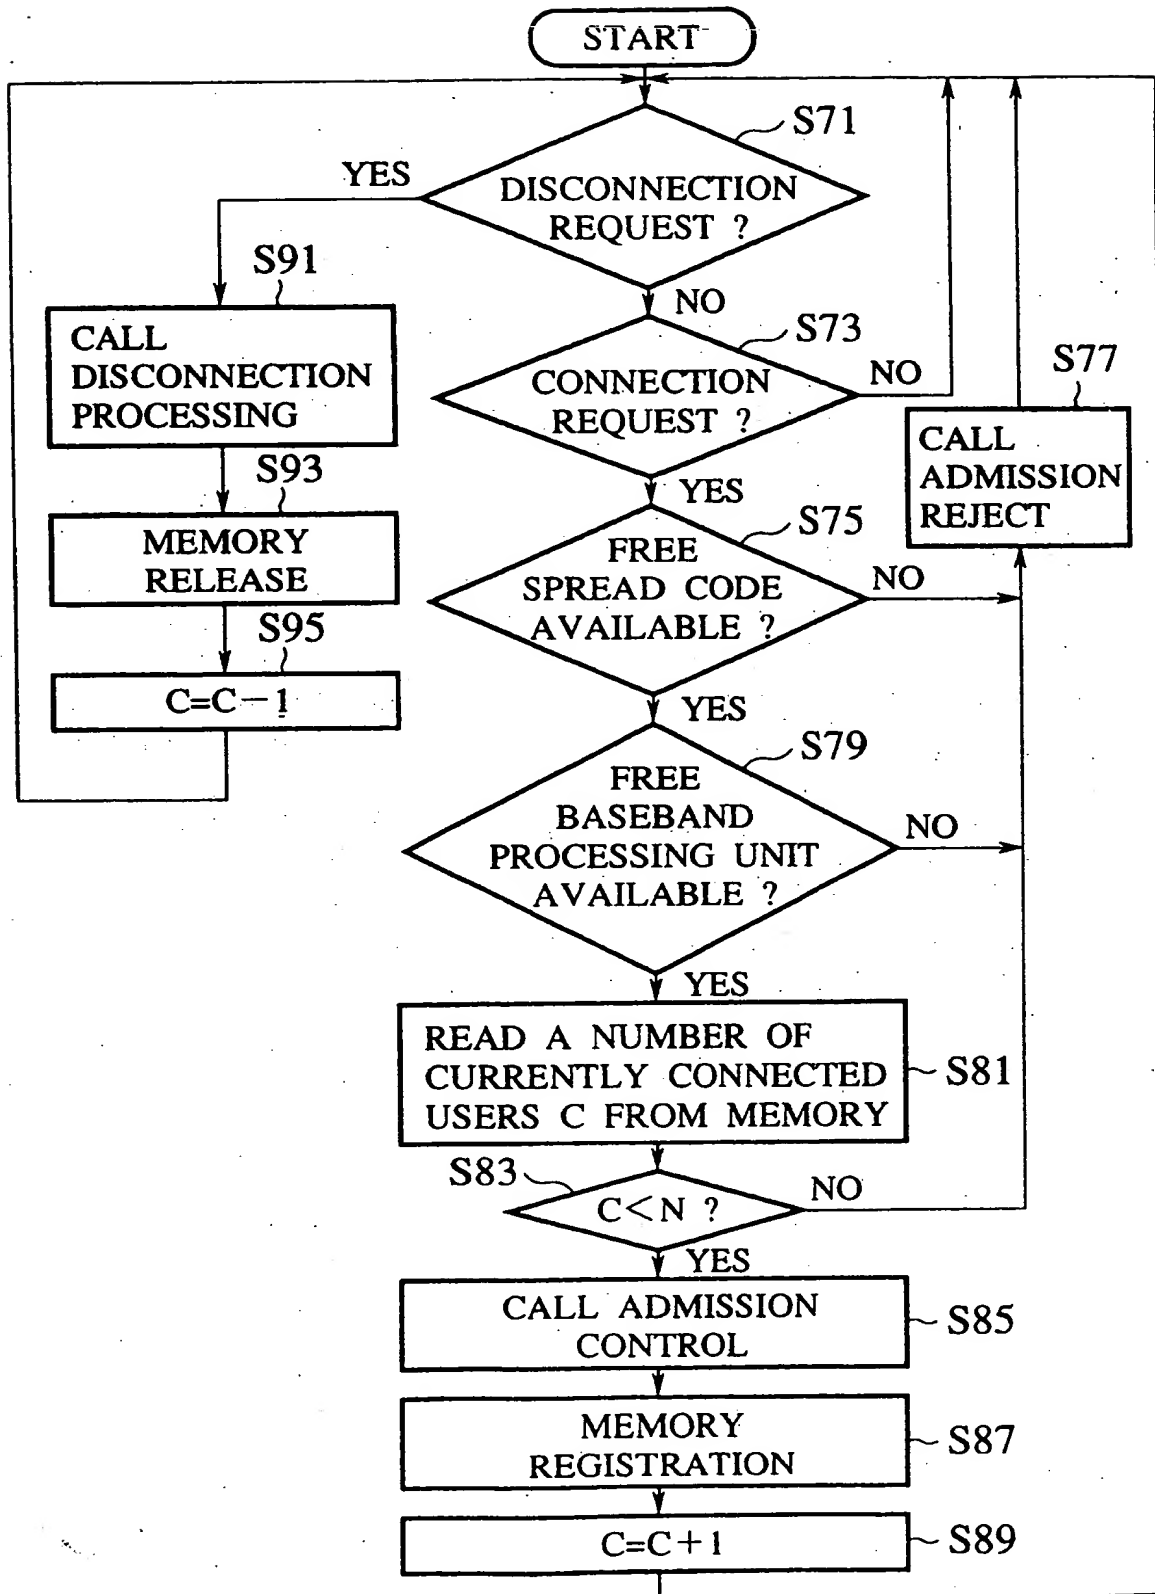 START
S71
YES
DISCONNECTION
REQUEST ?
S91
NO
S73
CALL
DISCONNECTION
PROCESSING
CONNECTION
REQUEST ?
NO
S77
CALL
ADMISSION
REJECT
S93
YES
S75
MEMORY
RELEASE
FREE
SPREAD CODE
AVAILABLE ?
NO
S95
C=C-1
YES
S79
FREE
BASEBAND
PROCESSING UNIT
AVAILABLE ?
NO
YES
READ A NUMBER OF
CURRENTLY CONNECTED
USERS C FROM MEMORY
S81
S83
C<N ?
NO
YES
CALL ADMISSION
CONTROL
S85
MEMORY
REGISTRATION
S87
C=C+1
S89